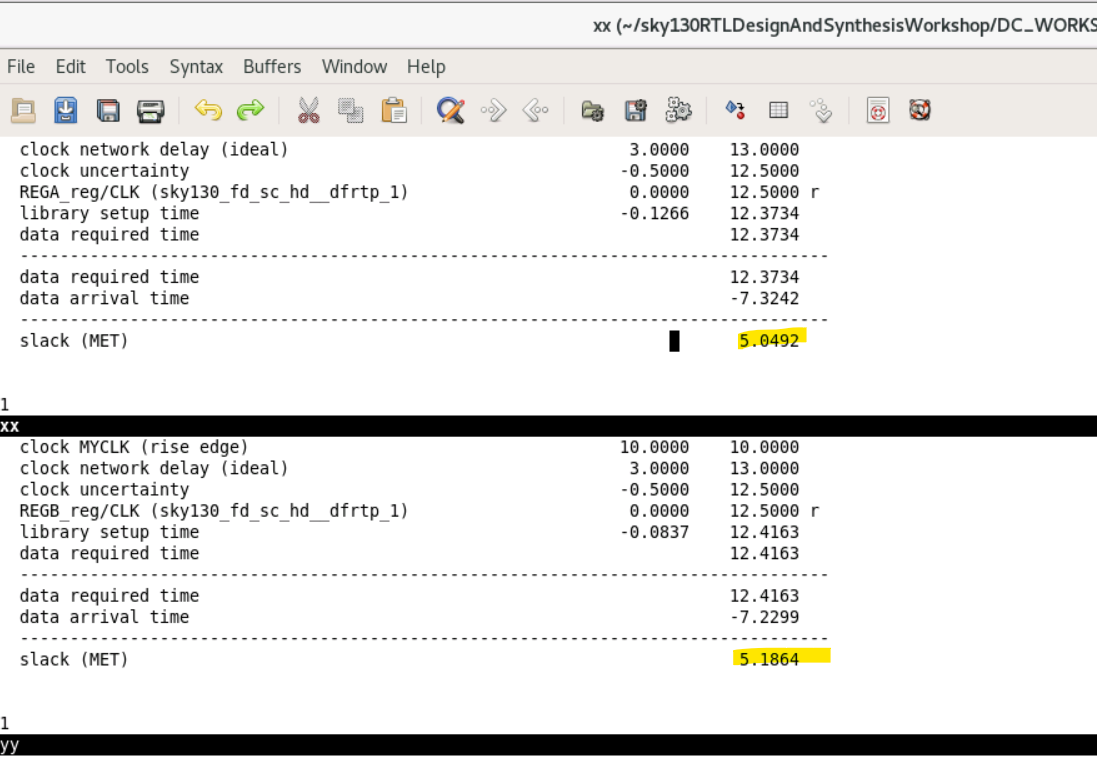 xx (~/sky130RTLDesignAndSynthesisWorkshop/DC_WORKS
File Edit Tools Syntax Buffers Window Help
clock network delay (ideal) 3.0000 13.0000
clock uncertainty -0.5000 12.5000
REGA_reg/CLK (sky130_fd_sc_hd__dfrtp_1) 0.0000 12.5000 r
library setup time -0.1266 12.3734
data required time 12.3734
--------------------------------------------------------------------------------
data required time 12.3734
data arrival time -7.3242
--------------------------------------------------------------------------------
slack (MET) 5.0492
1
xx
clock MYCLK (rise edge) 10.0000 10.0000
clock network delay (ideal) 3.0000 13.0000
clock uncertainty -0.5000 12.5000
REGB_reg/CLK (sky130_fd_sc_hd__dfrtp_1) 0.0000 12.5000 r
library setup time -0.0837 12.4163
data required time 12.4163
--------------------------------------------------------------------------------
data required time 12.4163
data arrival time -7.2299
--------------------------------------------------------------------------------
slack (MET) 5.1864
1
yy